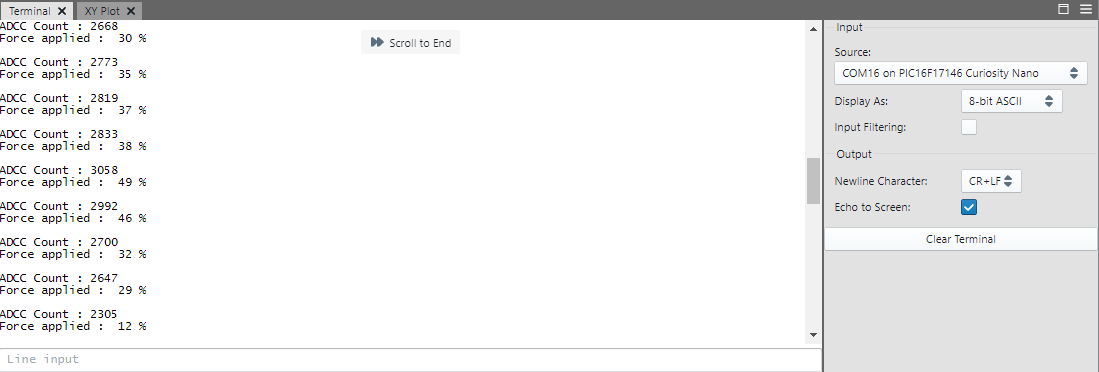 Terminal
XY Plot
ADCC Count : 2668
Force applied :  30 %
ADCC Count : 2773
Force applied :  35 %
ADCC Count : 2819
Force applied :  37 %
ADCC Count : 2833
Force applied :  38 %
ADCC Count : 3058
Force applied :  49 %
ADCC Count : 2992
Force applied :  46 %
ADCC Count : 2700
Force applied :  32 %
ADCC Count : 2647
Force applied :  29 %
ADCC Count : 2305
Force applied :  12 %
Scroll to End
Line input
Input
Source:
COM16 on PIC16F17146 Curiosity Nano
Display As: 8-bit ASCII
Input Filtering:
Output
Newline Character: CR+LF
Echo to Screen:
Clear Terminal